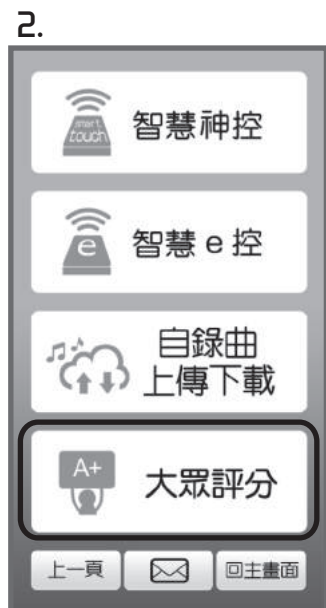 2.
smart
touch
智慧神控
e
智慧 e 控
自錄曲
上傳下載
A+
大眾評分
上一頁
回主畫面